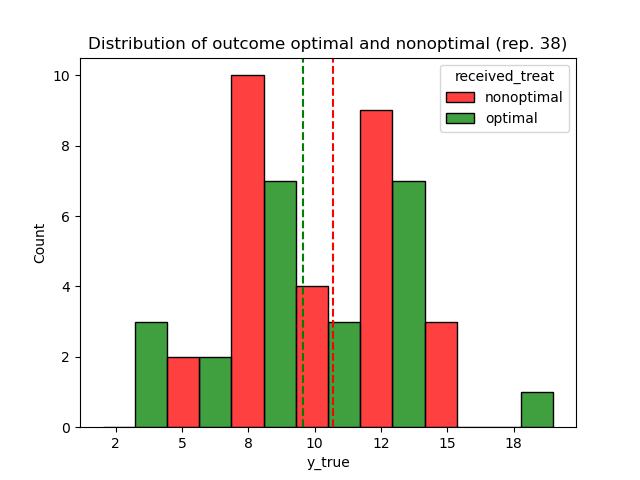 Distribution of outcome optimal and nonoptimal (rep. 38)
received_treat
nonoptimal
optimal
10
8
6
4
2
0
Count
2 5 8 10 12 15 18
y_true